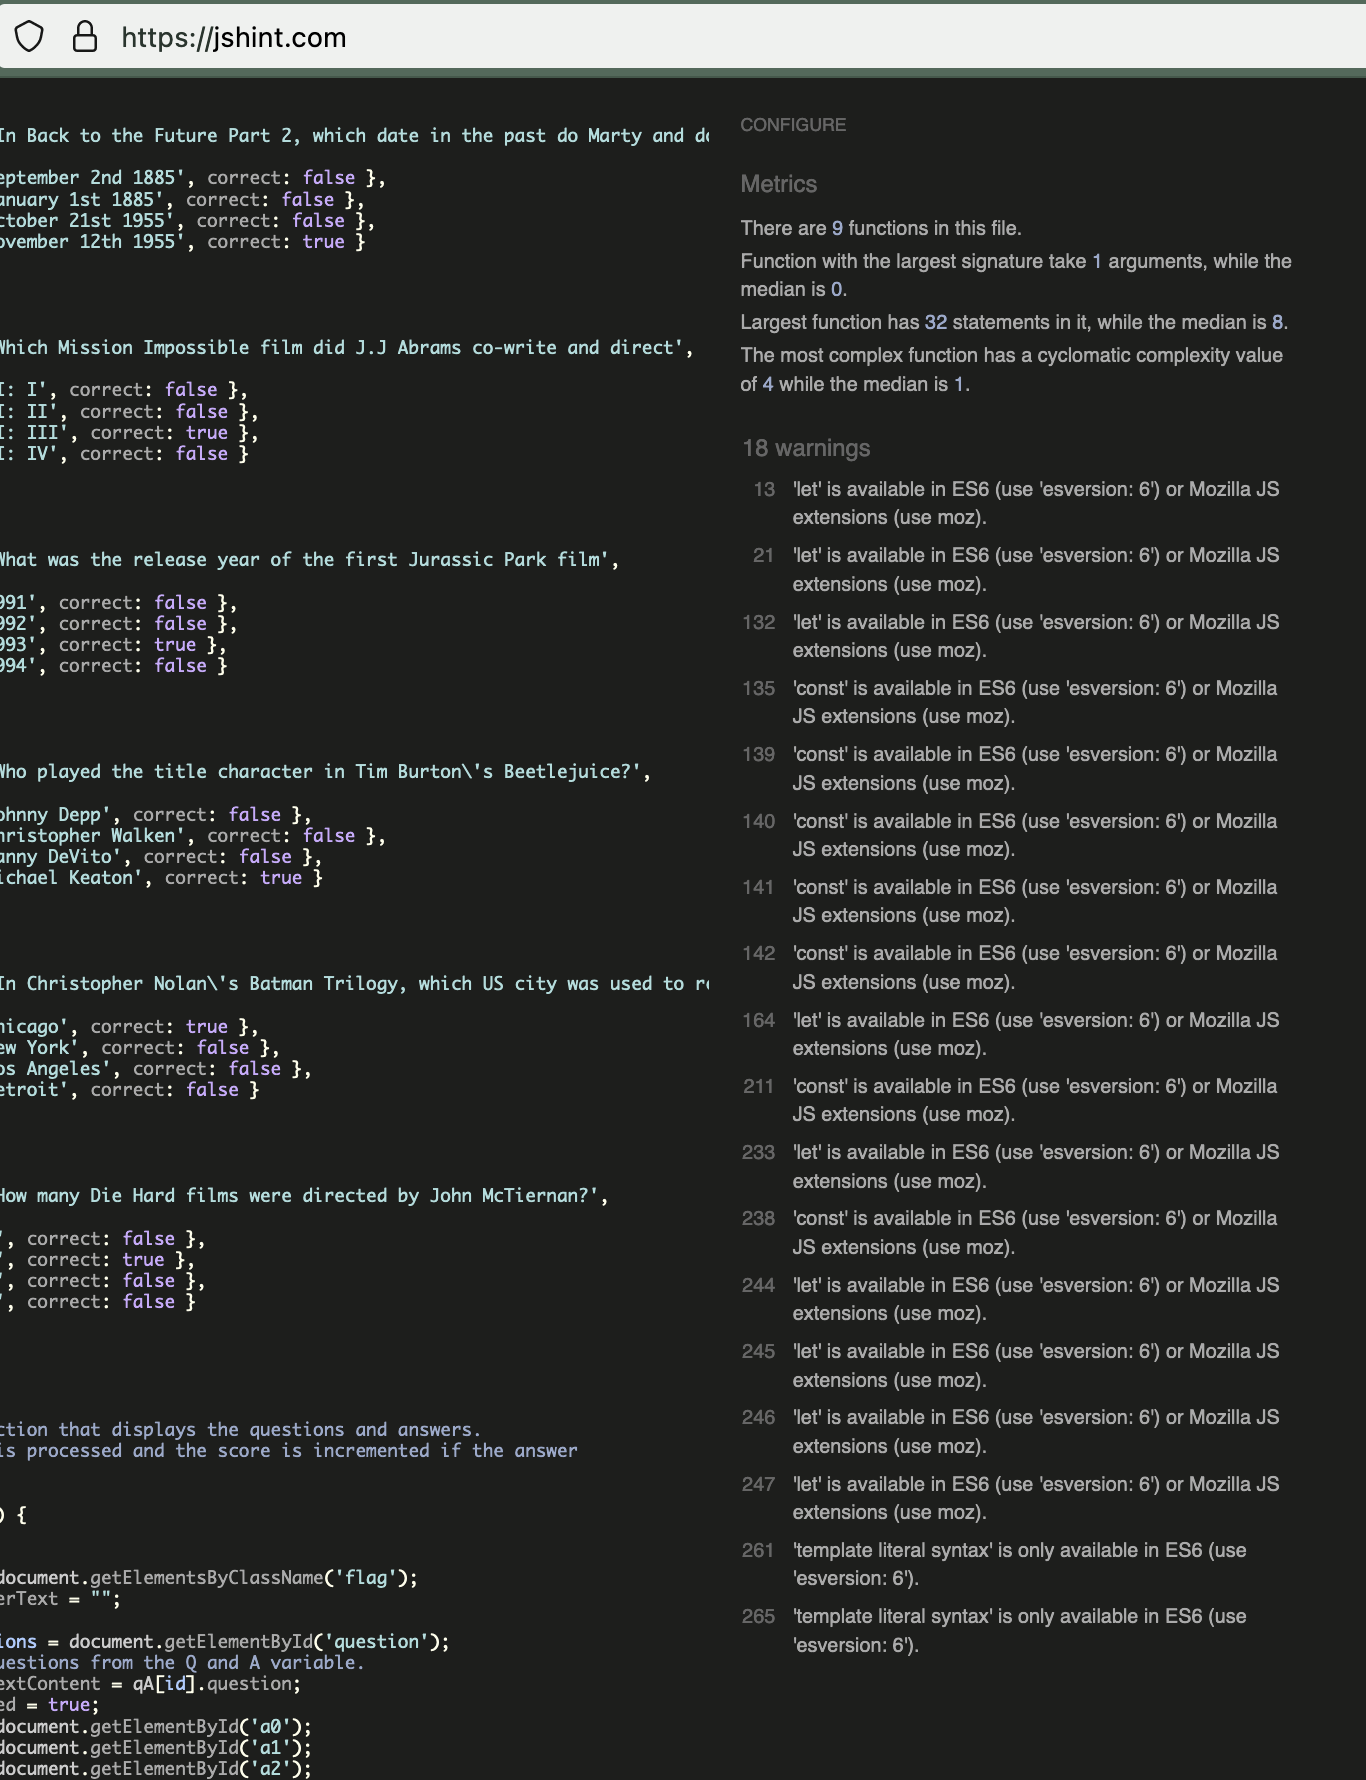 https://jshint.com
In Back to the Future Part 2, which date in the past do Marty and do
eptember 2nd 1885', correct: false },
anuary 1st 1885', correct: false },
ctober 21st 1955', correct: false },
ovember 12th 1955', correct: true }
Which Mission Impossible film did J.J Abrams co-write and direct',
I: I', correct: false },
I: II', correct: false },
I: III', correct: true },
I: IV', correct: false }
What was the release year of the first Jurassic Park film',
991', correct: false },
992', correct: false },
993', correct: true },
994', correct: false }
Who played the title character in Tim Burton\'s Beetlejuice?',
ohnny Depp', correct: false },
hristopher Walken', correct: false },
anny DeVito', correct: false },
ichael Keaton', correct: true }
In Christopher Nolan\'s Batman Trilogy, which US city was used to re
hicago', correct: true },
ew York', correct: false },
os Angeles', correct: false },
etroit', correct: false }
How many Die Hard films were directed by John McTiernan?',
', correct: false },
', correct: true },
', correct: false },
', correct: false }
ction that displays the questions and answers.
is processed and the score is incremented if the answer
) {
document.getElementsByClassName('flag');
erText = "";
ions = document.getElementById('question');
uestions from the Q and A variable.
extContent = qA[id].question;
ed = true;
document.getElementById('a0');
document.getElementById('a1');
document.getElementById('a2');
CONFIGURE
Metrics
There are 9 functions in this file.
Function with the largest signature take 1 arguments, while the
median is 0.
Largest function has 32 statements in it, while the median is 8.
The most complex function has a cyclomatic complexity value
of 4 while the median is 1.
18 warnings
13 'let' is available in ES6 (use 'esversion: 6') or Mozilla JS
extensions (use moz).
21 'let' is available in ES6 (use 'esversion: 6') or Mozilla JS
extensions (use moz).
132 'let' is available in ES6 (use 'esversion: 6') or Mozilla JS
extensions (use moz).
135 'const' is available in ES6 (use 'esversion: 6') or Mozilla
JS extensions (use moz).
139 'const' is available in ES6 (use 'esversion: 6') or Mozilla
JS extensions (use moz).
140 'const' is available in ES6 (use 'esversion: 6') or Mozilla
JS extensions (use moz).
141 'const' is available in ES6 (use 'esversion: 6') or Mozilla
JS extensions (use moz).
142 'const' is available in ES6 (use 'esversion: 6') or Mozilla
JS extensions (use moz).
164 'let' is available in ES6 (use 'esversion: 6') or Mozilla JS
extensions (use moz).
211 'const' is available in ES6 (use 'esversion: 6') or Mozilla
JS extensions (use moz).
233 'let' is available in ES6 (use 'esversion: 6') or Mozilla JS
extensions (use moz).
238 'const' is available in ES6 (use 'esversion: 6') or Mozilla
JS extensions (use moz).
244 'let' is available in ES6 (use 'esversion: 6') or Mozilla JS
extensions (use moz).
245 'let' is available in ES6 (use 'esversion: 6') or Mozilla JS
extensions (use moz).
246 'let' is available in ES6 (use 'esversion: 6') or Mozilla JS
extensions (use moz).
247 'let' is available in ES6 (use 'esversion: 6') or Mozilla JS
extensions (use moz).
261 'template literal syntax' is only available in ES6 (use
'esversion: 6').
265 'template literal syntax' is only available in ES6 (use
'esversion: 6').